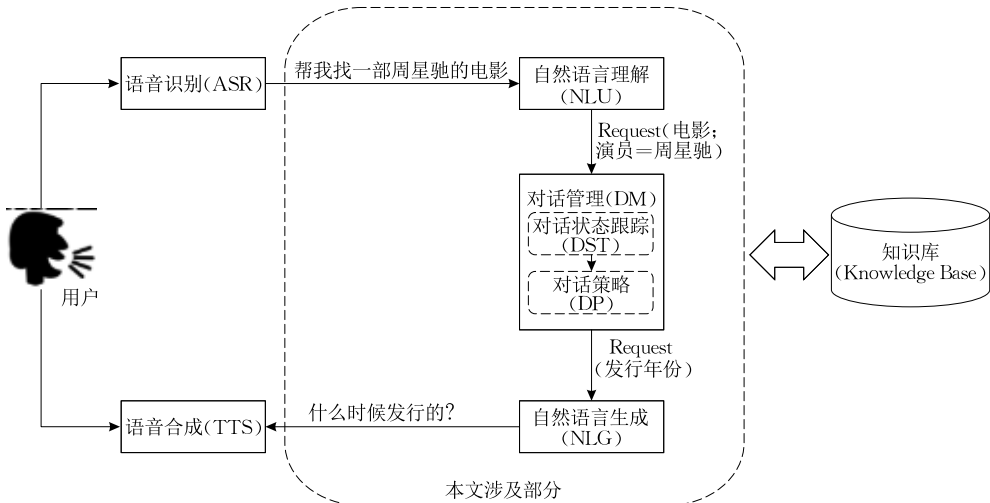 语音识别(ASR)
帮我找一部周星驰的电影
自然语言理解
(NLU)
Request(电影;
演员=周星驰)
对话管理(DM)
对话状态跟踪
(DST)
对话策略
(DP)
知识库
(Knowledge Base)
用户
Request
(发行年份)
语音合成(TTS)
什么时候发行的?
自然语言生成
(NLG)
本文涉及部分